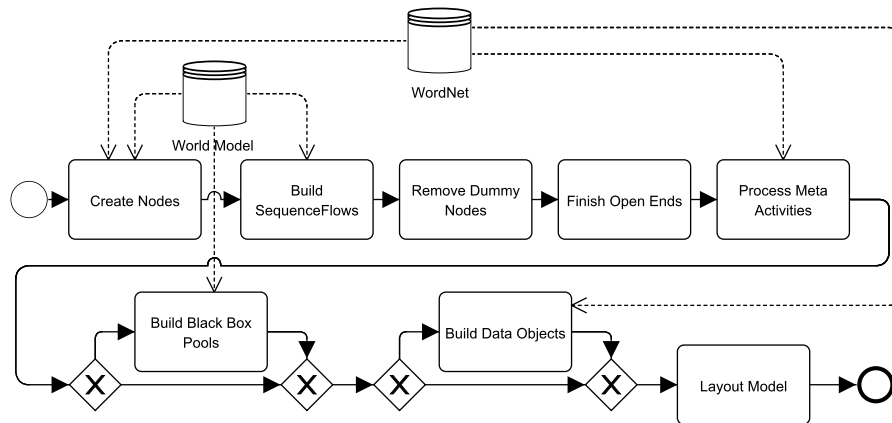 WordNet
World Model
Create Nodes
Build
SequenceFlows
Remove Dummy
Nodes
Finish Open Ends
Process Meta
Activities
Build Black Box
Pools
Build Data Objects
X
X
X
X
Layout Model